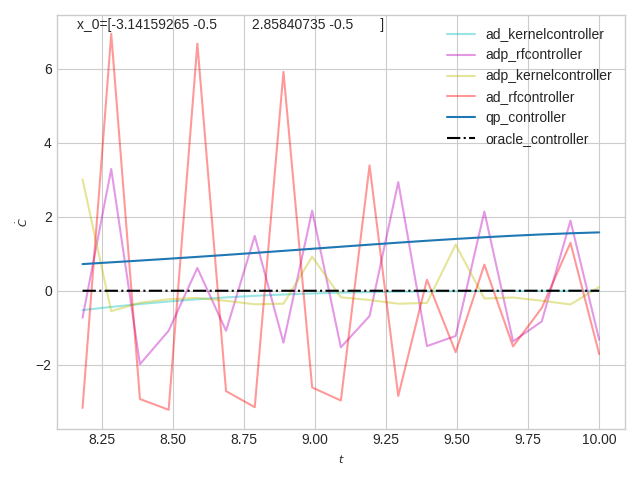 x_0=[-3.14159265 -0.5 2.85840735 -0.5 ]
ad_kernelcontroller
adp_rfcontroller
adp_kernelcontroller
ad_rfcontroller
qp_controller
oracle_controller
6
4
2
0
−2
Ċ
8.25 8.50 8.75 9.00 9.25 9.50 9.75 10.00
t